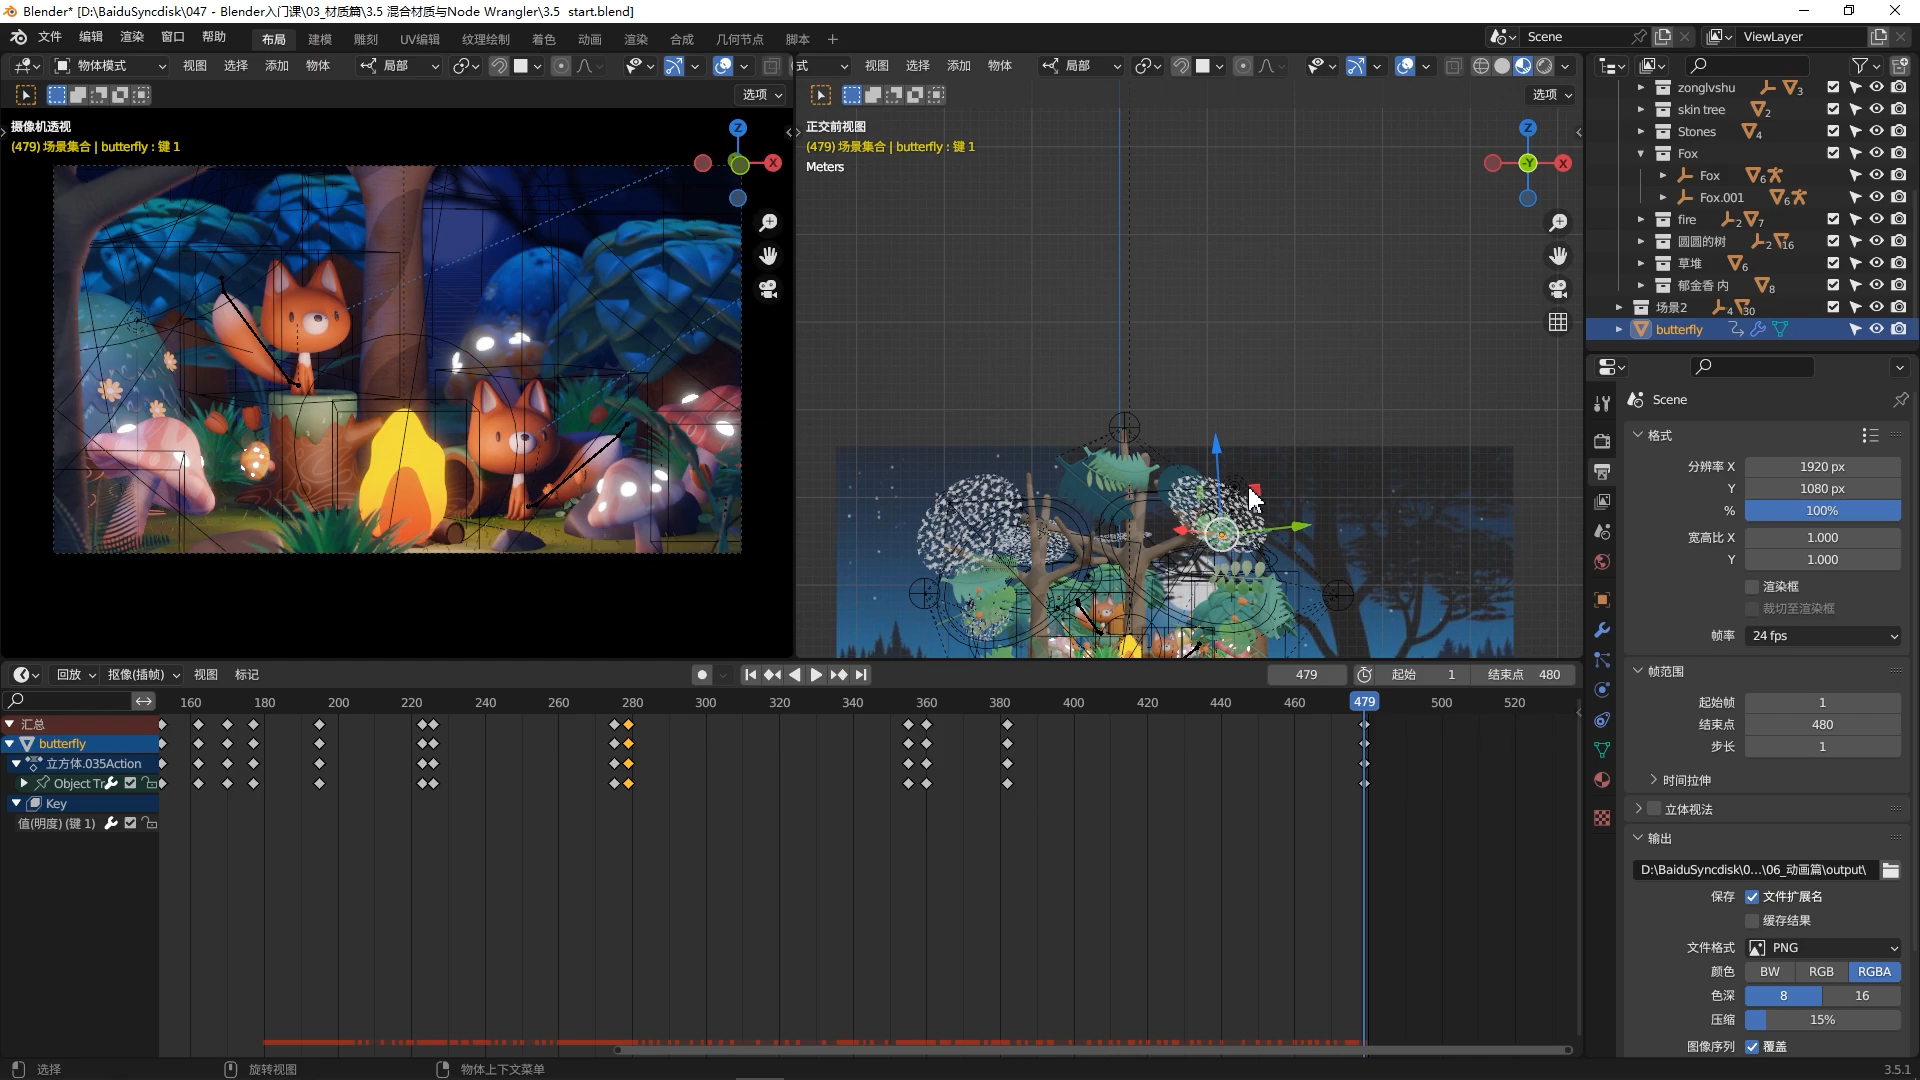 Blender* [D:\BaiduSyncdisk\047 - Blender入门课\03_材质篇\3.5 混合材质与Node Wrangler\3.5  start.blend]
文件 编辑 渲染 窗口 帮助 布局 建模 雕刻 UV编辑 纹理绘制 着色 动画 渲染 合成 几何节点 脚本 + Scene ViewLayer
物体模式 视图 选择 添加 物体 局部 式 视图 选择 添加 物体 局部
选项 选项
摄像机透视
(479) 场景集合 | butterfly : 键 1
Z
X
正交前视图
(479) 场景集合 | butterfly : 键 1
Meters
Z
-Y X
zonglvshu 3
skin tree 2
Stones 4
Fox
Fox 6
Fox.001 6
fire 2 7
圆圆的树 2 16
草堆 6
郁金香 内 8
场景2 4 30
butterfly
Scene
格式
分辨率 X 1920 px
Y 1080 px
% 100%
宽高比 X 1.000
Y 1.000
渲染框
裁切至渲染框
帧率 24 fps
帧范围
起始帧 1
结束点 480
步长 1
时间拉伸
立体视法
输出
D:\BaiduSyncdisk\0...\06_动画篇\output\
保存 文件扩展名
缓存结果
文件格式 PNG
颜色 BW RGB RGBA
色深 8 16
压缩 15%
图像序列 覆盖
回放 抠像(插帧) 视图 标记 479 起始 1 结束点 480
160 180 200 220 240 260 280 300 320 340 360 380 400 420 440 460 479 500 520
汇总
butterfly
立方体.035Action
Object Tr
Key
值(明度) (键 1)
选择 旋转视图 物体上下文菜单 3.5.1